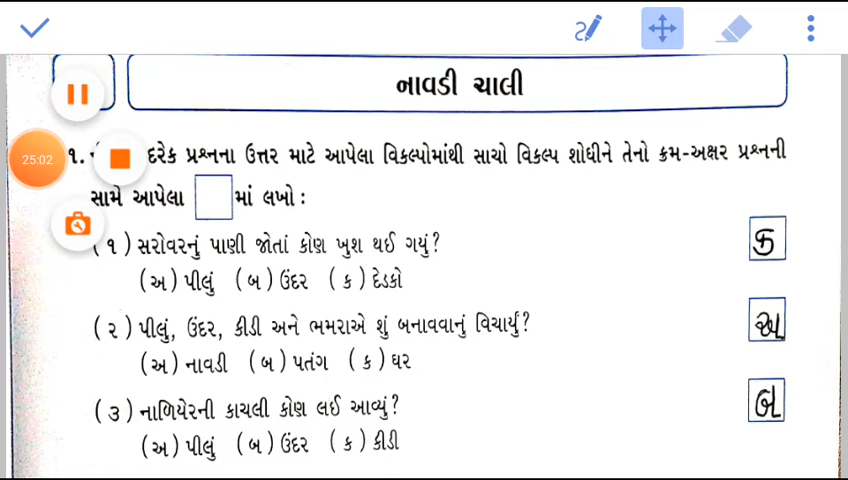 નાવડી ચાલી
25:02
૧. દરેક પ્રશ્નના ઉત્તર માટે આપેલા વિકલ્પોમાંથી સાચો વિકલ્પ શોધીને તેનો ક્રમ-અક્ષર પ્રશ્નની
સામે આપેલા માં લખો :
(૧) સરોવરનું પાણી જોતાં કોણ ખુશ થઈ ગયું? ક
(અ) પીલું (બ) ઉંદર (ક) દેડકો
(૨) પીલું, ઉંદર, કીડી અને ભમરાએ શું બનાવવાનું વિચાર્યું? અ
(અ) નાવડી (બ) પતંગ (ક) ઘર
(૩) નાળિયેરની કાચલી કોણ લઈ આવ્યું? બ
(અ) પીલું (બ) ઉંદર (ક) કીડી